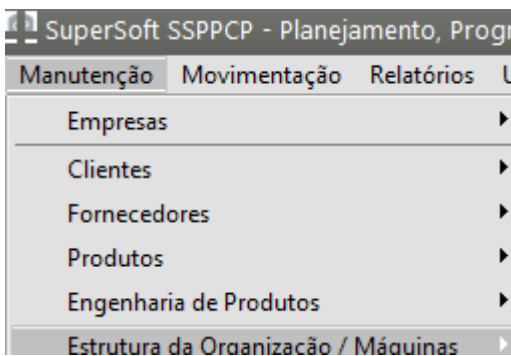 SuperSoft SSPPCP - Planejamento, Progr
Manutenção Movimentação Relatórios
Empresas
Clientes
Fornecedores
Produtos
Engenharia de Produtos
Estrutura da Organização / Máquinas